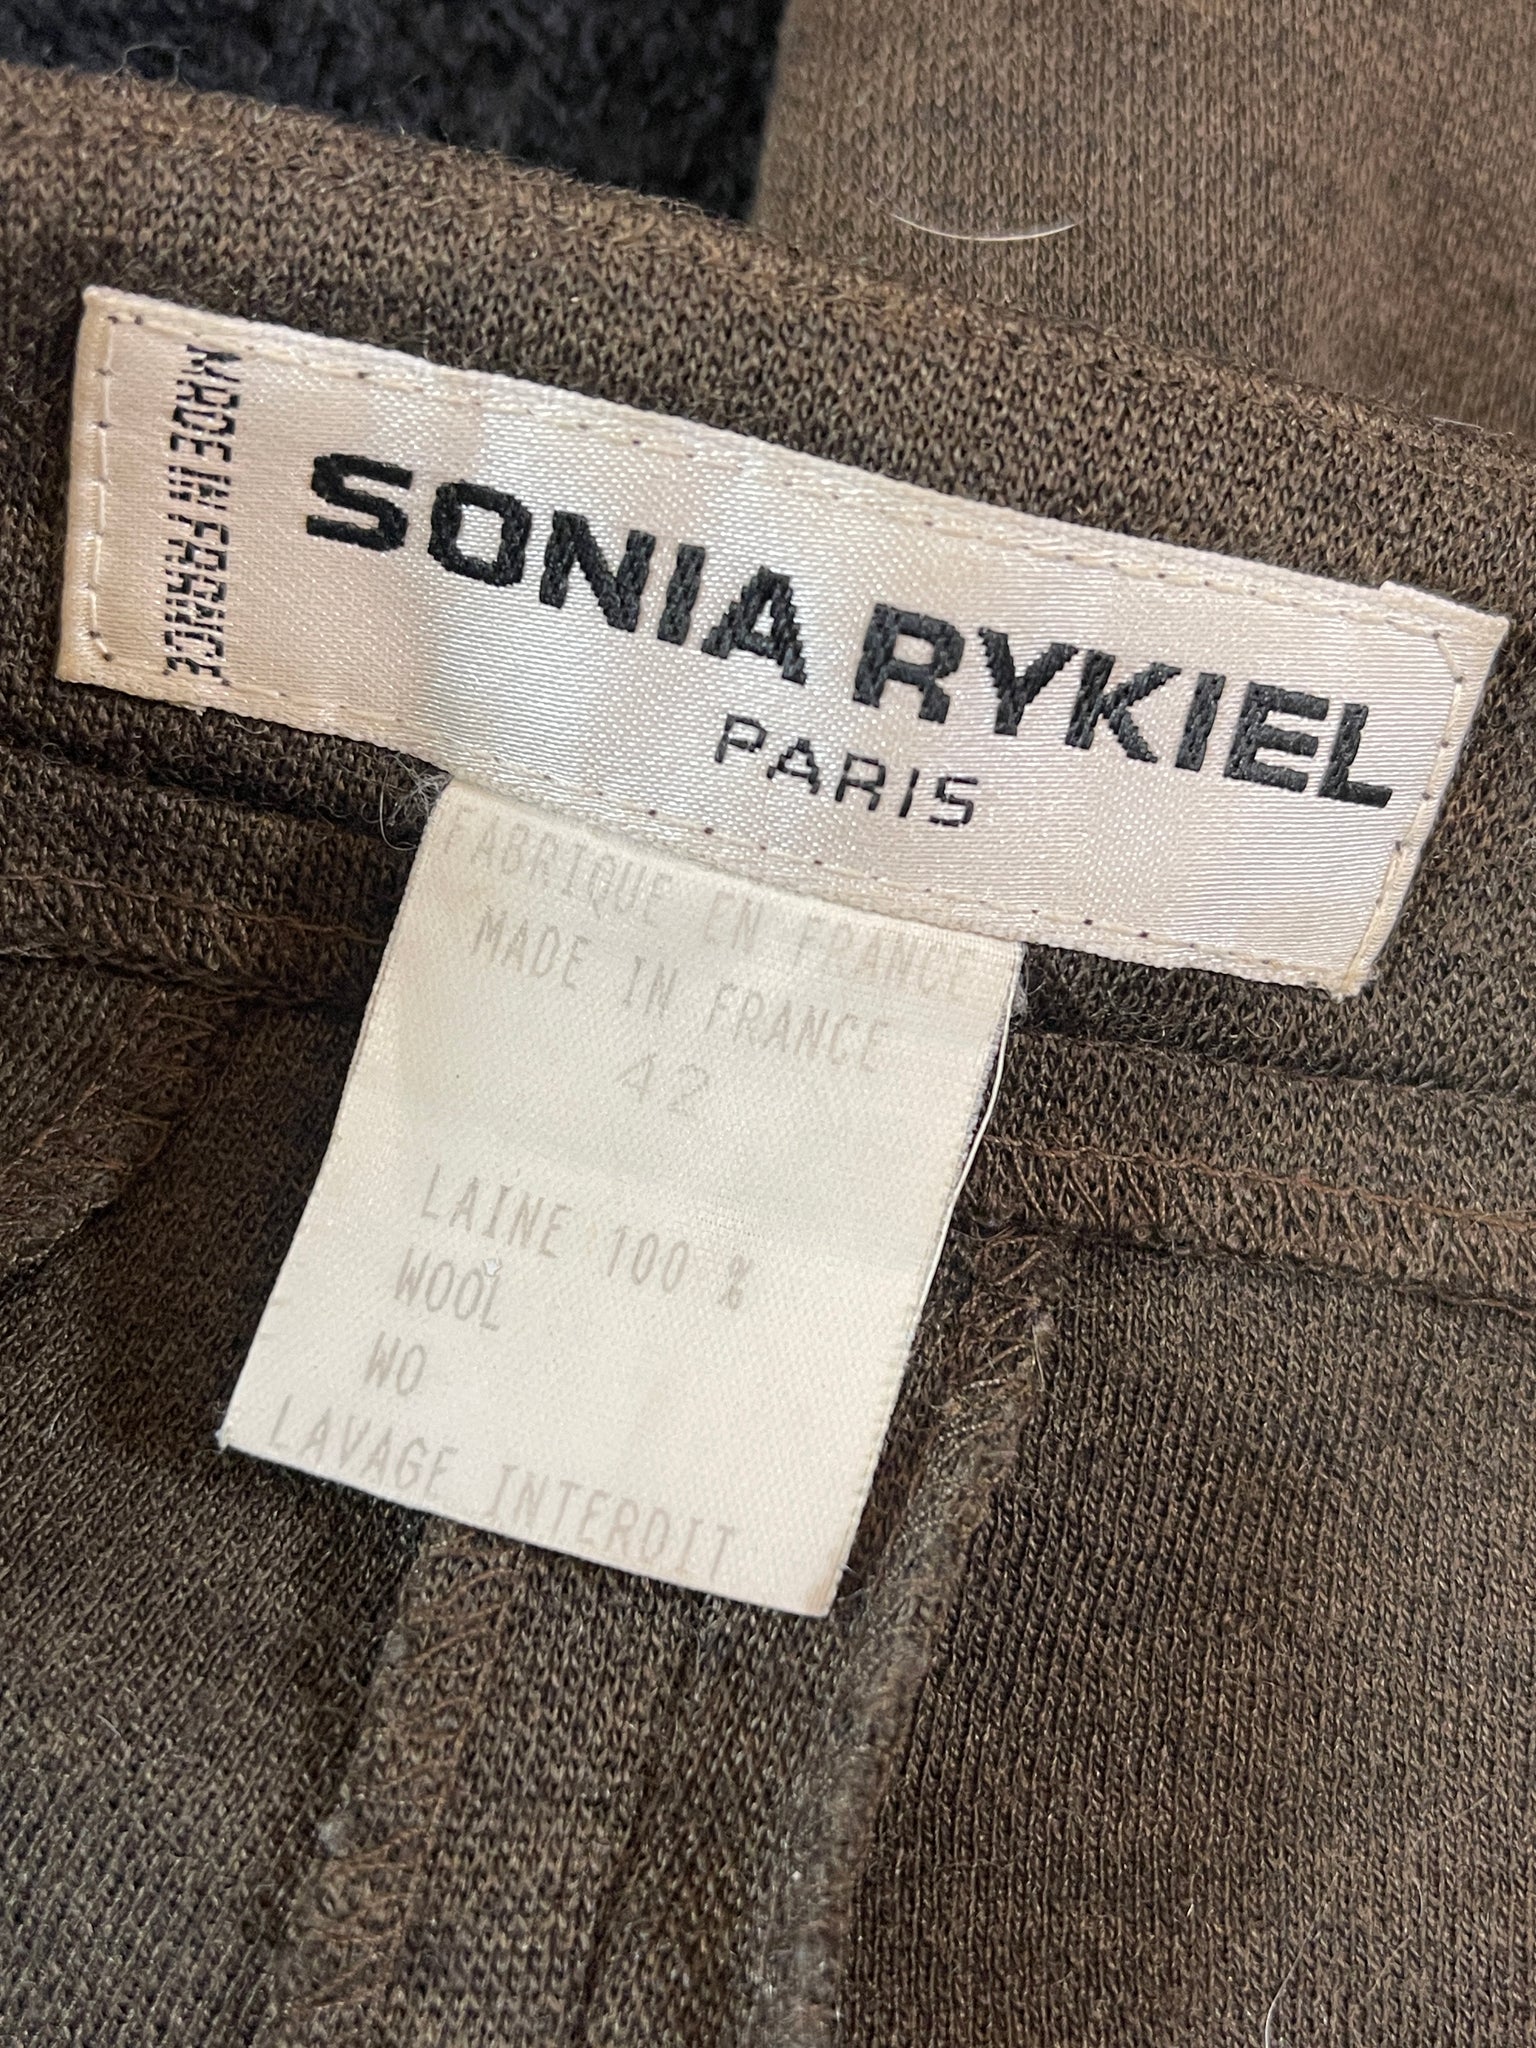 MADE IN FRANCE
SONIA RYKIEL
PARIS
FABRIQUE EN FRANCE
MADE IN FRANCE
42
LAINE 100 %
WOOL
WO
LAVAGE INTERDIT